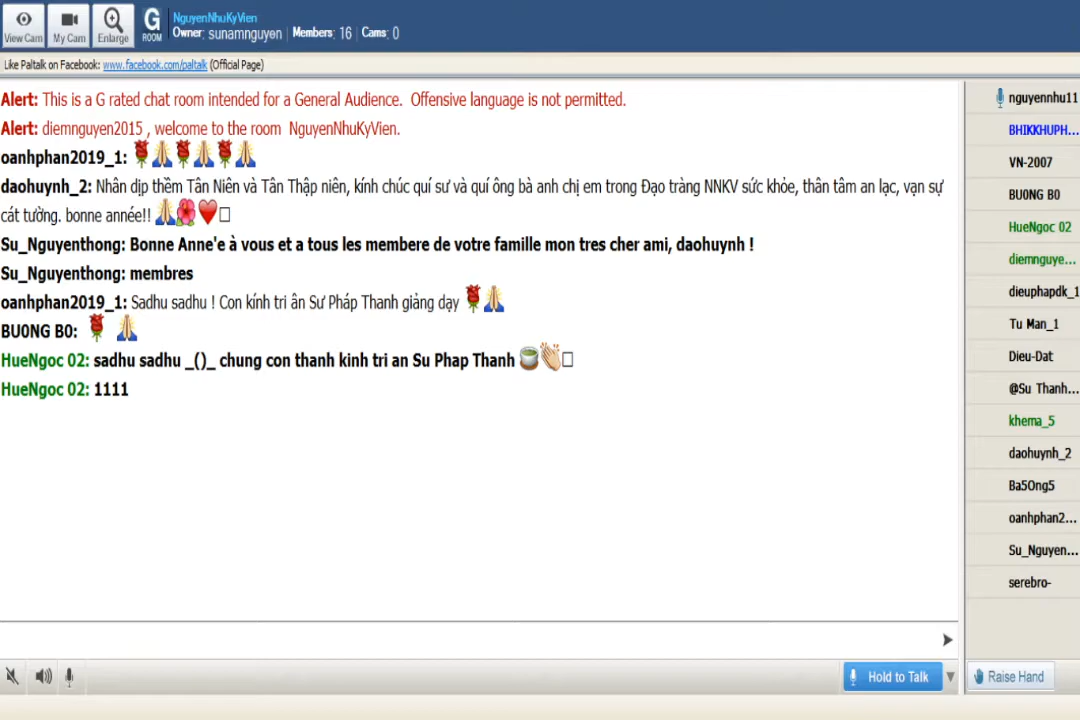 View Cam
My Cam
Enlarge
G
ROOM
NguyenNhuKyVien
Owner: sunamnguyen | Members: 16 | Cams: 0
Like Paltalk on Facebook: www.facebook.com/paltalk (Official Page)
Alert: This is a G rated chat room intended for a General Audience. Offensive language is not permitted.
Alert: diemnguyen2015 , welcome to the room NguyenNhuKyVien.
oanhphan2019_1: 🌹🙏🌹🙏🌹🙏
daohuynh_2: Nhân dịp thềm Tân Niên và Tân Thập niên, kính chúc quí sư và quí ông bà anh chị em trong Đạo tràng NNKV sức khỏe, thân tâm an lạc, vạn sự
cát tường. bonne année!! 🙏🌺❤️
Su_Nguyenthong: Bonne Anne'e à vous et a tous les membere de votre famille mon tres cher ami, daohuynh !
Su_Nguyenthong: membres
oanhphan2019_1: Sadhu sadhu ! Con kính tri ân Sư Pháp Thanh giảng dạy 🌹🙏
BU0NG B0: 🌹 🙏
HueNgoc 02: sadhu sadhu _()_ chung con thanh kinh tri an Su Phap Thanh 🍵👏
HueNgoc 02: 1111
nguyennhu11
BHIKKHUPH...
VN-2007
BU0NG B0
HueNgoc 02
diemnguye...
dieuphapdk_1
Tu Man_1
Dieu-Dat
@Su Thanh...
khema_5
daohuynh_2
Ba5Ong5
oanhphan2...
Su_Nguyen...
serebro-
Hold to Talk
Raise Hand